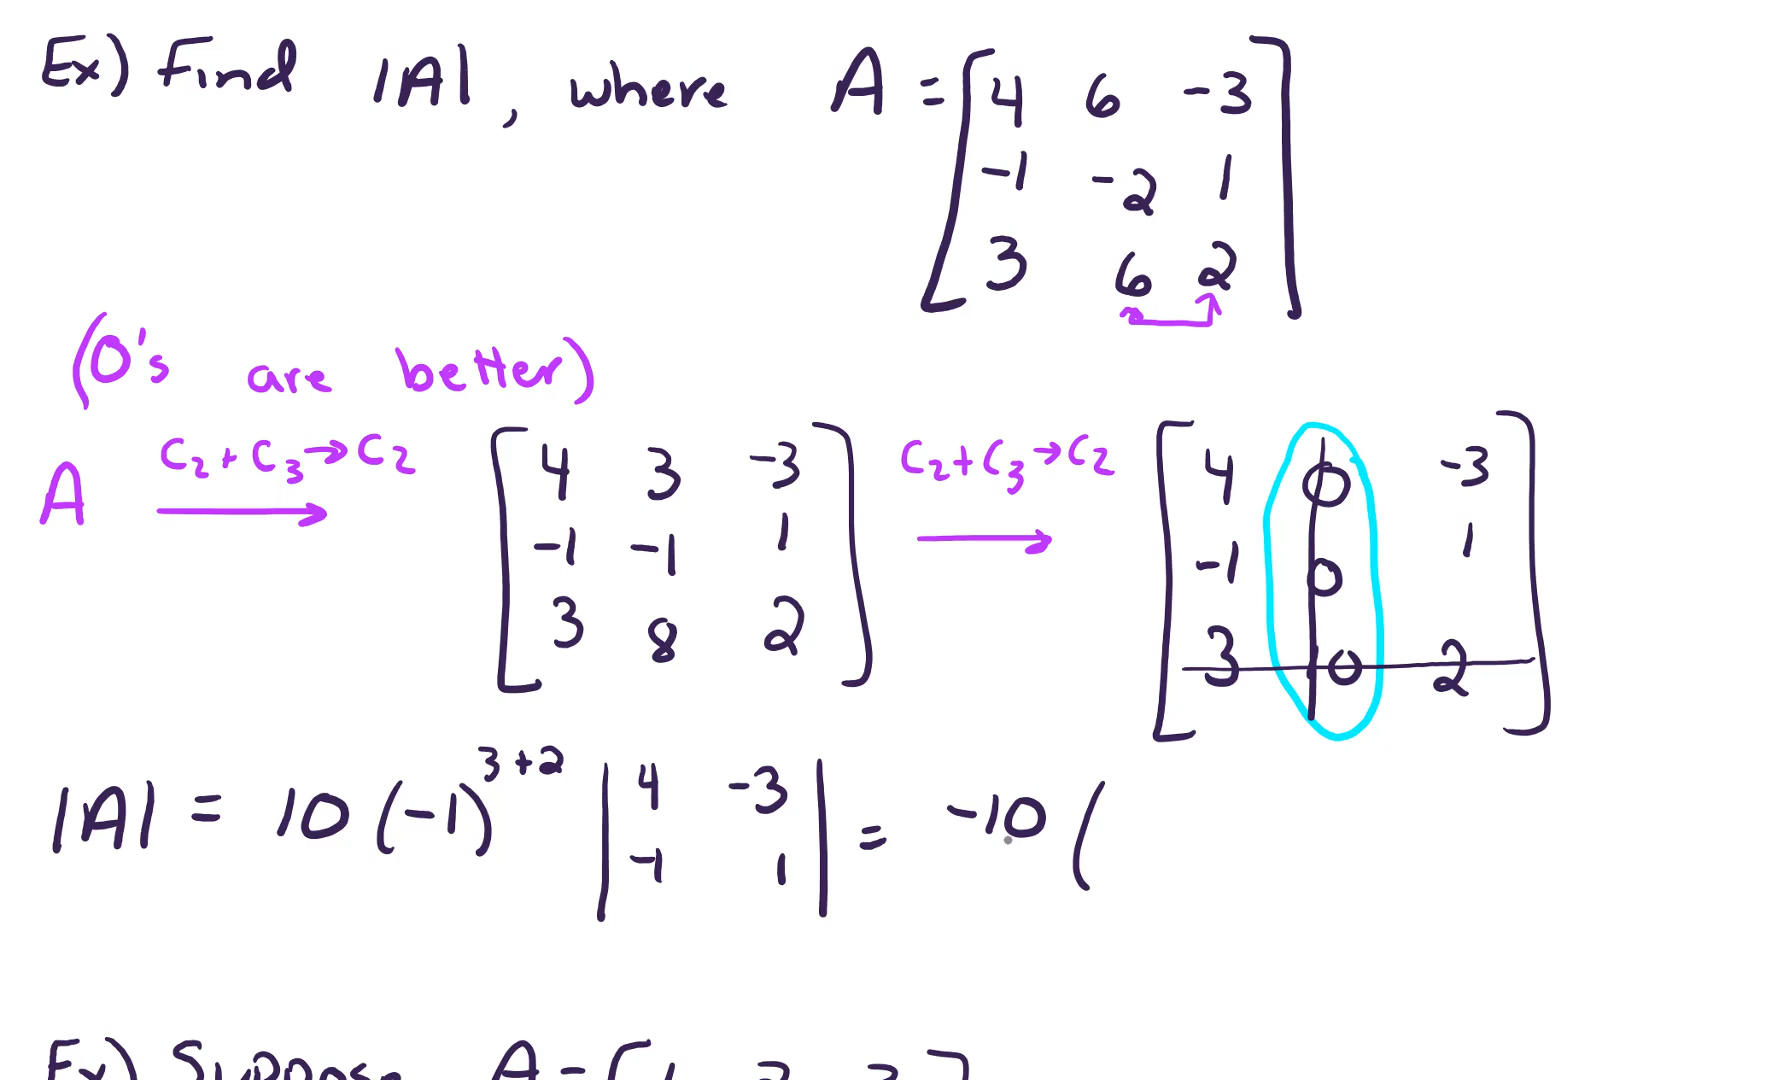 Ex) Find |A|, where A = [4 6 -3
-1 -2 1
3 6 2]
(0's are better)
A C₂ + C₃ → C₂ [4 3 -3 C₂ + C₃ → C₂ [4 0 -3
-1 -1 1 -1 0 1
3 8 2] 3 10 2]
|A| = 10 (-1)³⁺² |4 -3 = -10 (
-1 1|
Ex) Suppose A = [